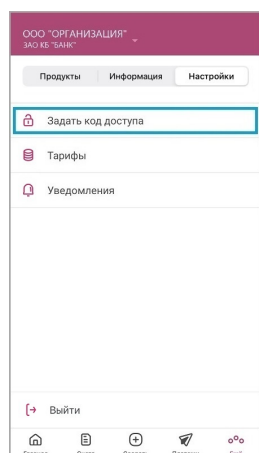 ООО "ОРГАНИЗАЦИЯ"
ЗАО КБ "БАНК"
Продукты Информация Настройки
Задать код доступа
Тарифы
Уведомления
Выйти